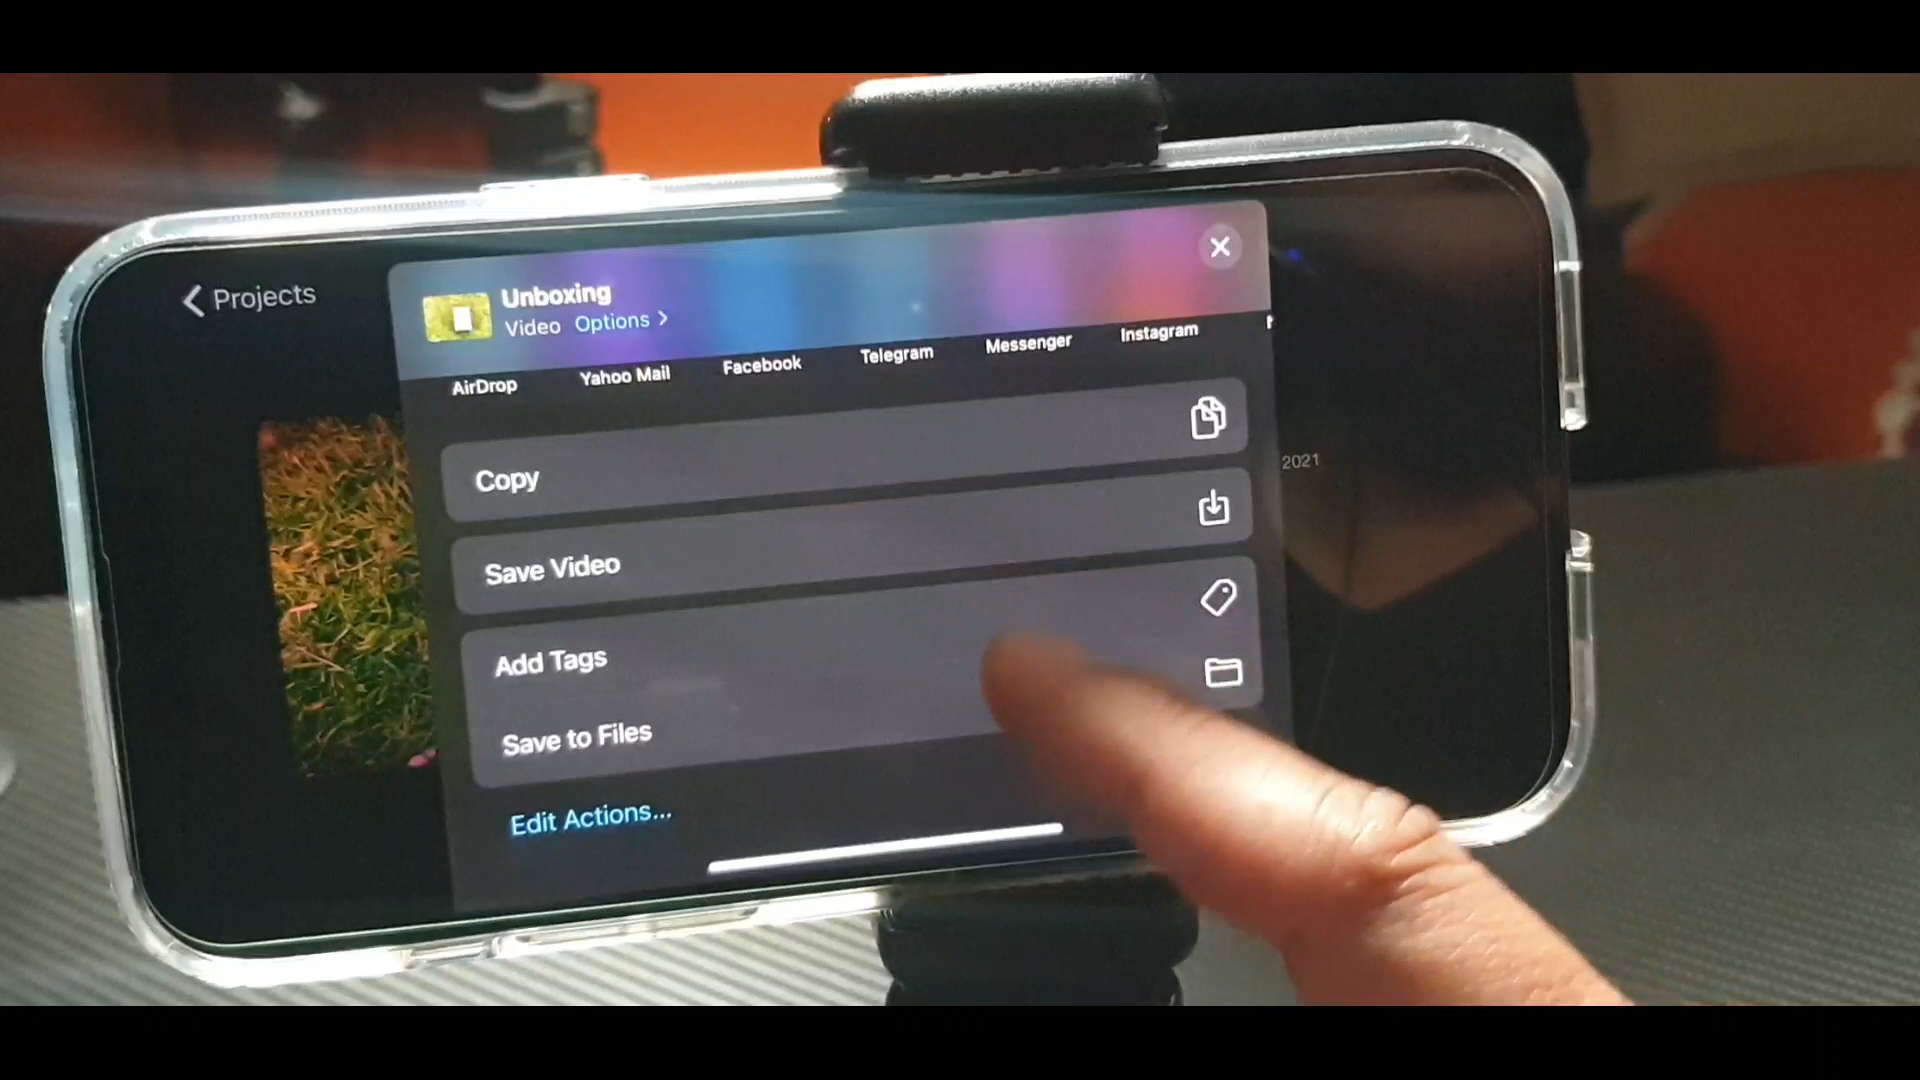 Projects
Unboxing
Video Options >
AirDrop
Yahoo Mail
Facebook
Telegram
Messenger
Instagram
Copy
2021
Save Video
Add Tags
Save to Files
Edit Actions...